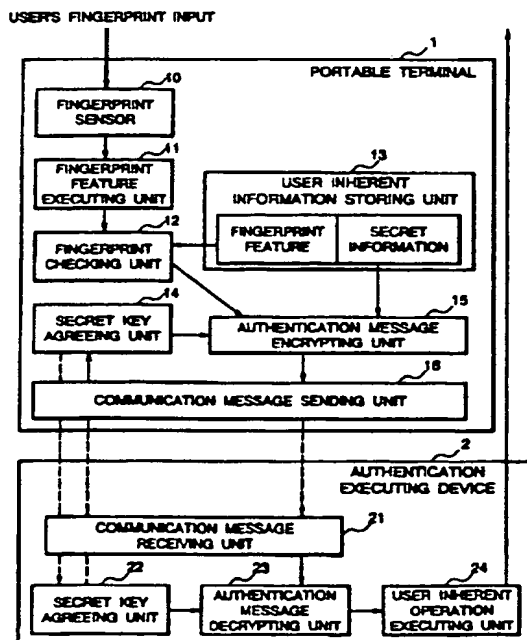 USER'S FINGERPRINT INPUT
1
PORTABLE TERMINAL
10
FINGERPRINT
SENSOR
11
FINGERPRINT
FEATURE
EXECUTING UNIT
13
USER INHERENT
INFORMATION STORING UNIT
FINGERPRINT
FEATURE
SECRET
INFORMATION
12
FINGERPRINT
CHECKING UNIT
14
SECRET KEY
AGREEING UNIT
15
AUTHENTICATION MESSAGE
ENCRYPTING UNIT
16
COMMUNICATION MESSAGE SENDING UNIT
2
AUTHENTICATION
EXECUTING DEVICE
COMMUNICATION MESSAGE
RECEIVING UNIT
21
22
SECRET KEY
AGREEING UNIT
23
AUTHENTICATION
MESSAGE
DECRYPTING UNIT
24
USER INHERENT
OPERATION
EXECUTING UNIT